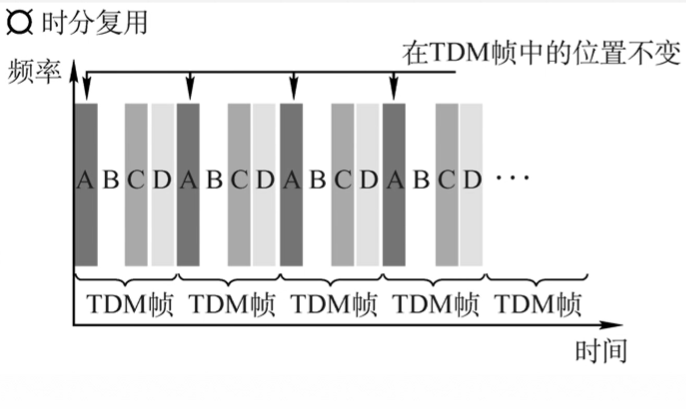 ¤ 时分复用
在TDM帧中的位置不变
频率
A B C D A B C D A B C D A B C D ···
TDM帧 TDM帧 TDM帧 TDM帧 TDM帧
时间